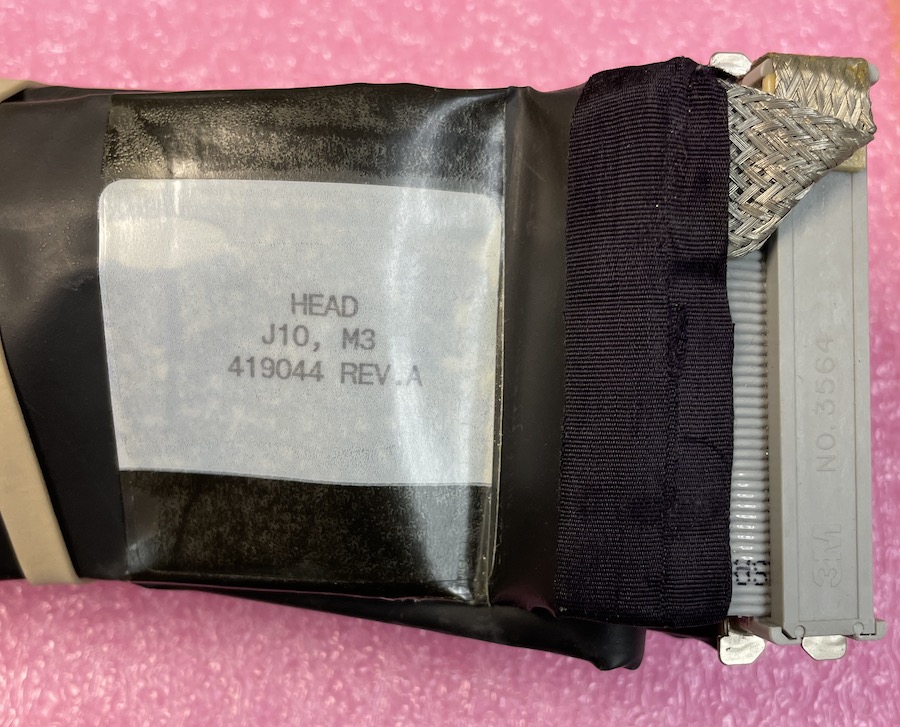 HEAD
J10, M3
419044 REV.A
3M NO.3564